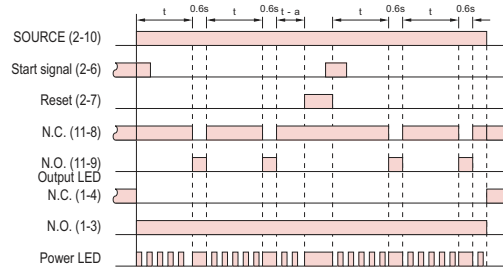 t 0.6s t 0.6s t - a t 0.6s t 0.6s
SOURCE (2-10)
Start signal (2-6)
Reset (2-7)
N.C. (11-8)
N.O. (11-9)
Output LED
N.C. (1-4)
N.O. (1-3)
Power LED